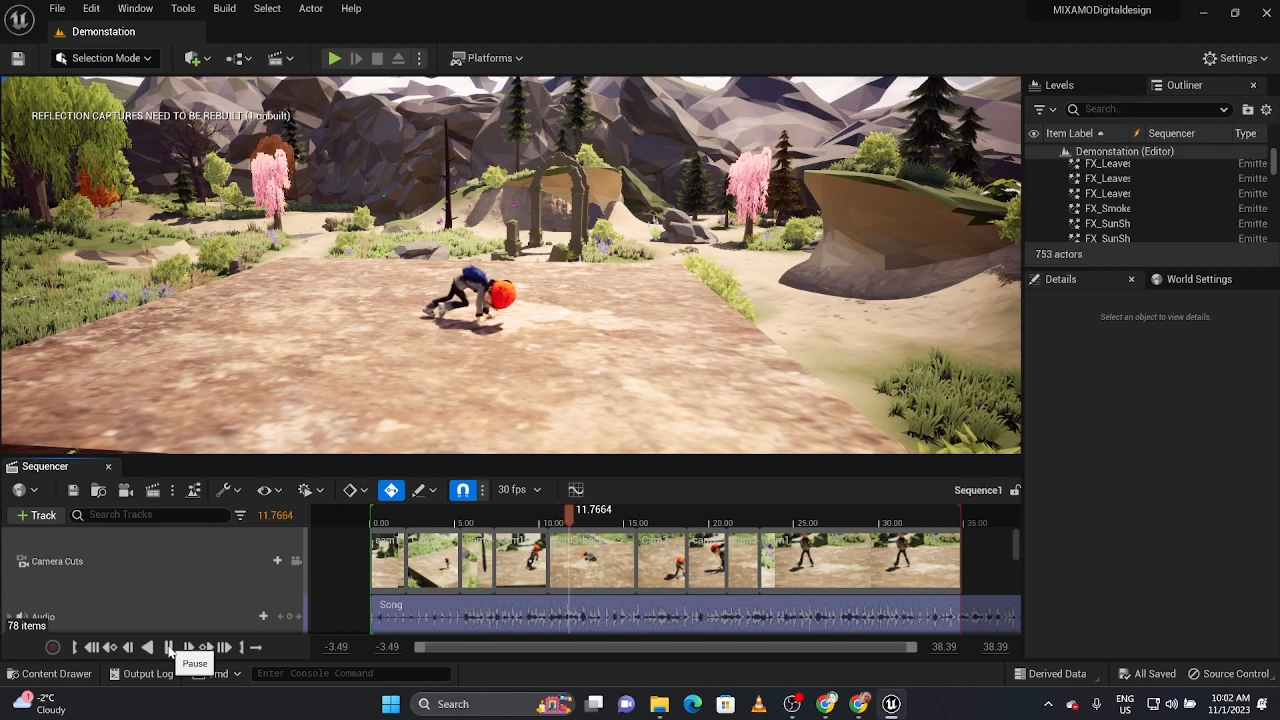 File Edit Window Tools Build Select Actor Help
MIXAMODigitaldesign
Demonstation
Selection Mode
Platforms
Settings
REFLECTION CAPTURES NEED TO BE REBUILT (1 unbuilt)
Levels
Outliner
Search...
Item Label Sequencer Type
Demonstation (Editor)
FX_Leaves Emitte
FX_Leaves Emitte
FX_Leaves Emitte
FX_Smoke Emitte
FX_SunSh Emitte
FX_SunSh Emitte
753 actors
Details
World Settings
Select an object to view details.
Sequencer
30 fps
Sequence1
Track
Search Tracks
11.7664
11.7664
0.00 5.00 10.00 15.00 20.00 25.00 30.00 35.00
Camera Cuts
Audio
Song
78 items
Pause
-3.49 -3.49 38.39 38.39
Content Drawer
Output Log
Enter Console Command
Derived Data
All Saved
Source Control
1
-2°C
Cloudy
Search
ENG
US
10:02 AM
11/1/2023